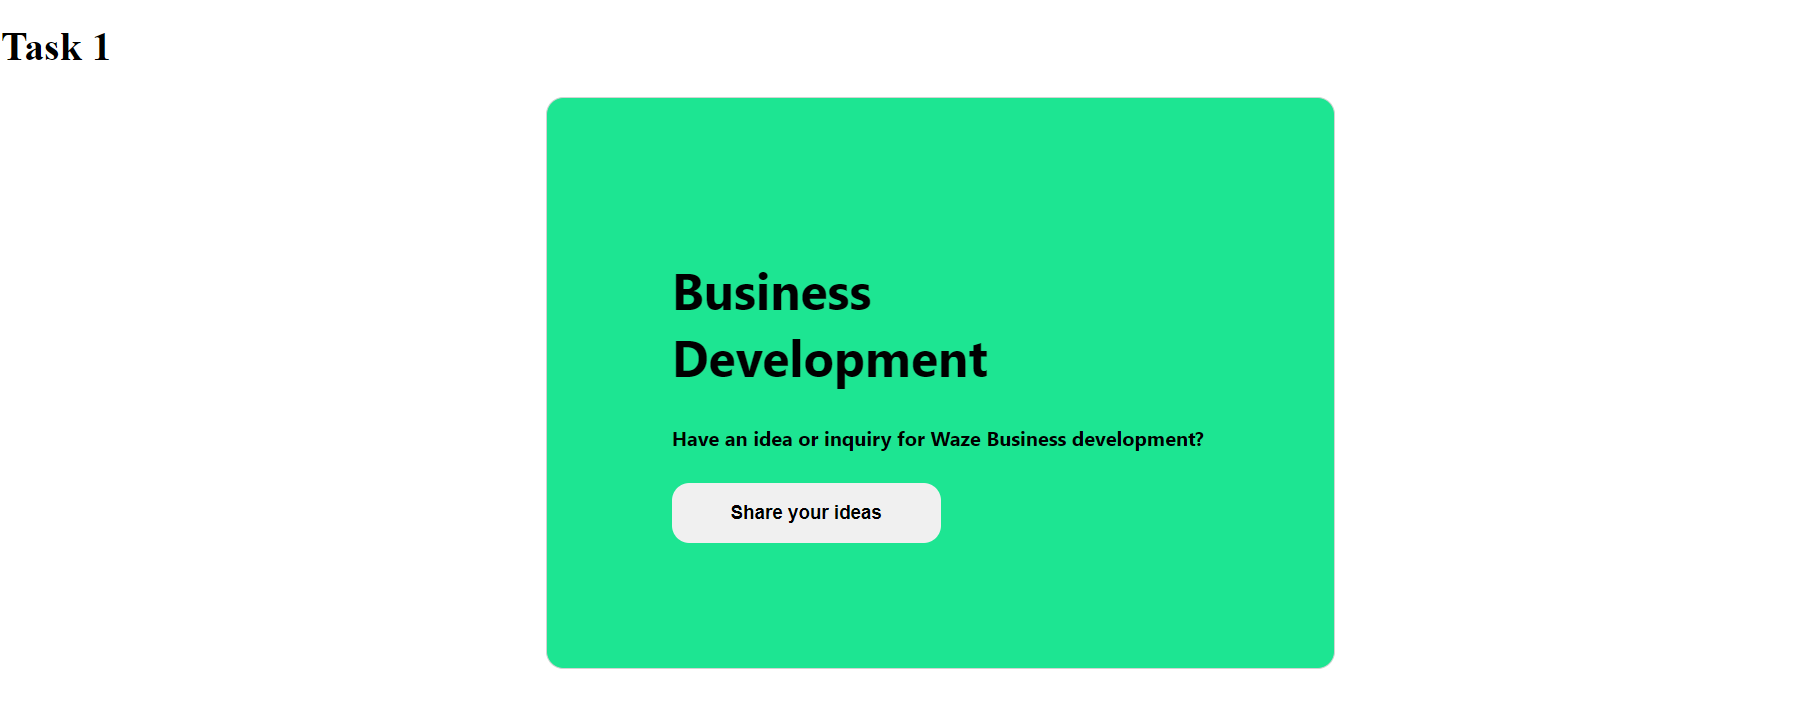 Task 1
Business
Development
Have an idea or inquiry for Waze Business development?
Share your ideas